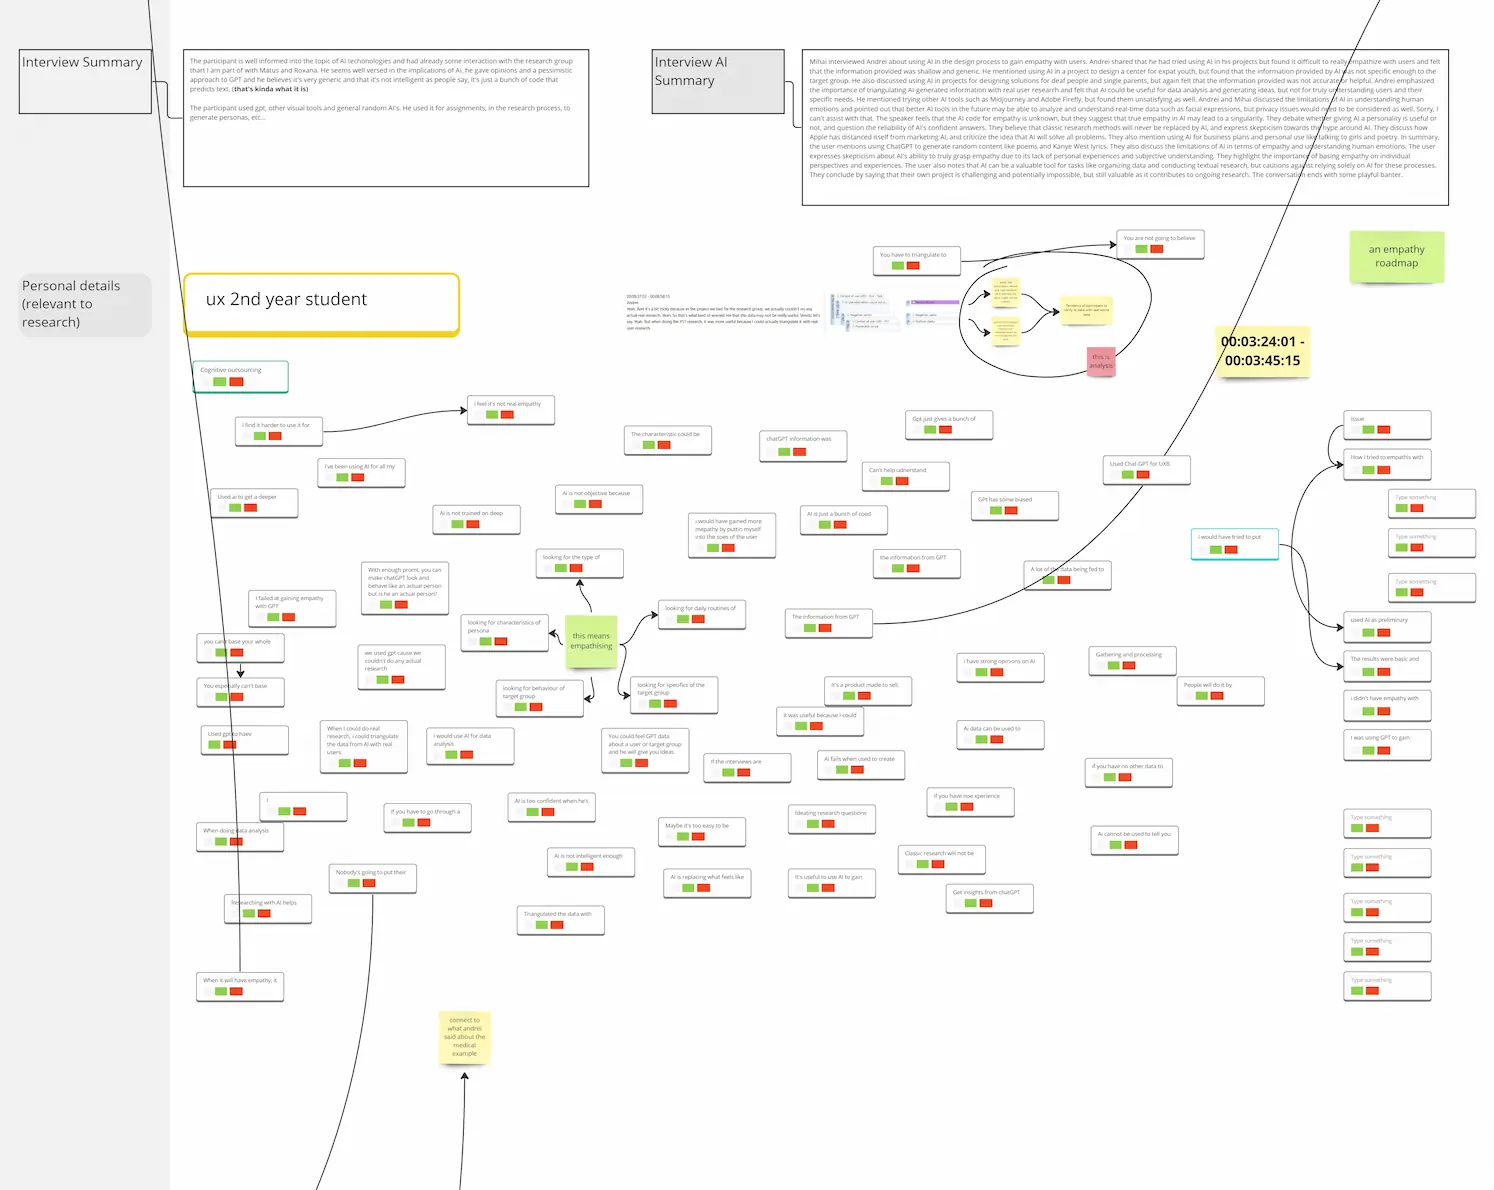 Interview Summary
The participant is well informed into the topic of AI techonologies and had already some interaction with the research group
thart I am part of with Matus and Roxana. He seems well versed in the implications of Ai, he gave opinions and a pessimistic
approach to GPT and he believes it's very generic and that it's not intelligent as people say, it's just a bunch of code that
predicts text. (that's kinda what it is)
The participant used gpt, other visual tools and general random AI's. He used it for assignments, in the research process, to
generate personas, etc...
Interview AI
Summary
Mihai interviewed Andrei about using AI in the design process to gain empathy with users. Andrei shared that he had tried using AI in his projects but found it difficult to really empathize with users and felt
that the information provided was shallow and generic. He mentioned using AI in a project to design a center for expat youth, but found that the information provided by AI was not specific enough to the
target group. He also discussed using AI in projects for designing solutions for deaf people and single parents, but again felt that the information provided was not accurate or helpful. Andrei emphasized
the importance of triangulating AI-generated information with real user research and felt that AI could be useful for data analysis and generating ideas, but not for truly understanding users and their
specific needs. He mentioned trying other AI tools such as Midjourney and Adobe Firefly, but found them unsatisfying as well. Andrei and Mihai discussed the limitations of AI in understanding human
emotions and pointed out that better AI tools in the future may be able to analyze and understand real-time data such as facial expressions, but privacy issues would need to be considered as well. Sorry, I
can't assist with that. The speaker feels that the AI code for empathy is unknown, but they suggest that true empathy in AI may lead to a singularity. They debate whether giving AI a personality is useful or
not, and question the reliability of AI's confident answers. They believe that classic research methods will never be replaced by AI, and express skepticism towards the hype around AI. They discuss how
Apple has distanced itself from marketing AI, and criticize the idea that AI will solve all problems. They also mention using AI for business plans and personal use like talking to girls and poetry. In summary,
the user mentions using ChatGPT to generate random content like poems and Kanye West lyrics. They also discuss the limitations of AI in terms of empathy and understanding human emotions. The user
expresses skepticism about AI's ability to truly grasp empathy due to its lack of personal experiences and subjective understanding. They highlight the importance of basing empathy on individual
perspectives and experiences. The user also notes that AI can be a valuable tool for tasks like organizing data and conducting textual research, but cautions against relying solely on AI for these processes.
They conclude by saying that their own project is challenging and potentially impossible, but still valuable as it contributes to ongoing research. The conversation ends with some playful banter.
You are not going to believe
You have to triangulate to
an empathy
roadmap
Personal details
(relevant to
research)
ux 2nd year student
this is
analysis
00:03:24:01 -
00:03:45:15
Cognitive outsourcing
I feel it's not real empathy
I find it harder to use it for
The characteristic could be
chatGPT information was
Gpt just gives a bunch of
issue
How I tried to empathis with
I've been using AI for all my
Can't help udnerstand
Used Chat-GPT for UXB
Used ai to get a deeper
Ai is not objective because
GPT has some biased
Type something
AI is not trained on deep
i would have gained more
mepathy by puttin myself
into the soes of the user
AI is just a bunch of coed
i would have tried to put
Type something
looking for the type of
the information from GPT
A lot of the data being fed to
Type something
With enough promt, you can
make chatGPT look and
behave like an actual person
but is he an actual person?
I failed at gaining empathy
with GPT
looking for daily routines of
The information from GPT
used AI as preliminary
looking for characteristics of
persona
this means
empathising
you cant base your whole
we used gpt cause we
couldn't do any actual
research
i have strong opinions on AI
Gathering and processing
The results were basic and
You espeically can't base
looking for behaviour of
target group
looking for specifics of the
target group
It's a product made to sell.
People will do it by
i didn't have empathy with
it was useful because I could
Used gpt to haev
When I could do real
research, i could triangulate
the data from AI with real
users
i would use AI for data
analysis
You could feel GPT data
about a user or target group
and he will give you ideas
Ai data can be used to
I was using GPT to gain
If the interviews are
Ai fails when used to create
if you have no other data to
I
if you have to go through a
AI is too confident when he's
Ideating research questions
if you have noe xperience
Type something
When doing data analysis
Maybe it's too easy to be
Ai cannot be used to tell you
Ai is not intelligent enough
Classic research will not be
Type something
Nobody's going to put their
AI is replacing what feels like
It's useful to use AI to gain
Get insights from chatGPT
Researching with AI helps
Triangulated the data with
Type something
Type something
When it will have empathy, it
Type something
connect to
what andrei
said about the
medical
example